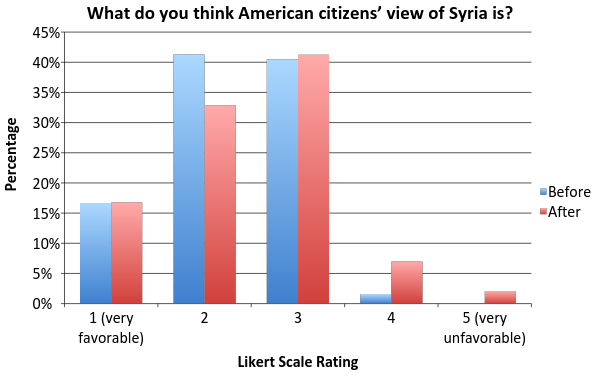 What do you think American citizens’ view of Syria is?
45%
40%
35%
30%
25%
20%
15%
10%
5%
0%
Percentage
1 (very
favorable)
2
3
4
5 (very
unfavorable)
Likert Scale Rating
Before
After